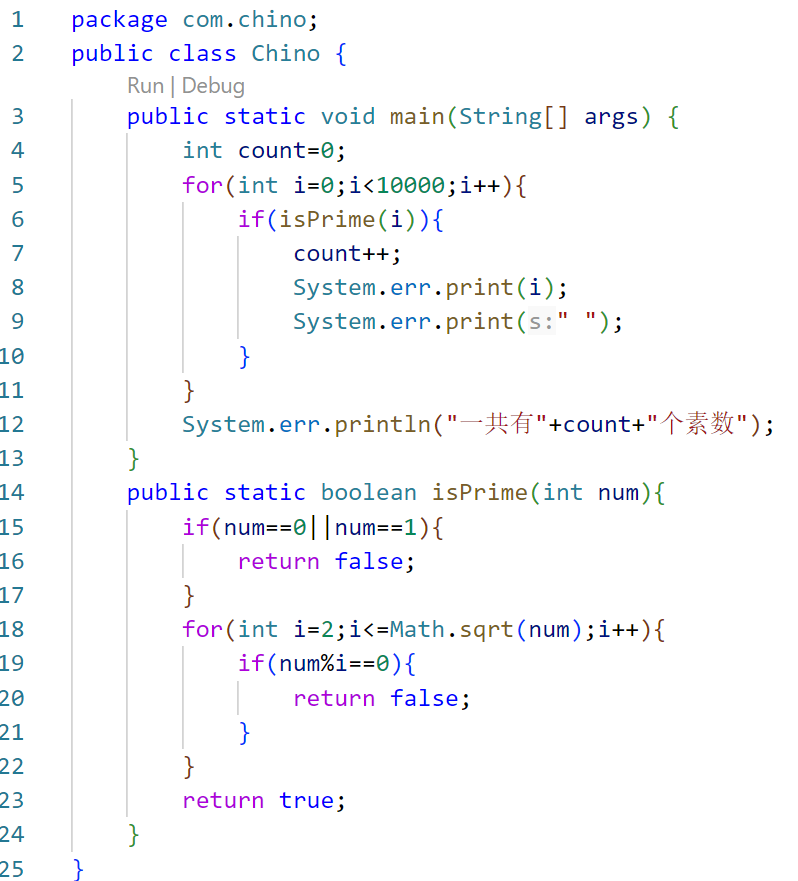 1 package com.chino;
2 public class Chino {
Run | Debug
3 public static void main(String[] args) {
4 int count=0;
5 for(int i=0;i<10000;i++){
6 if(isPrime(i)){
7 count++;
8 System.err.print(i);
9 System.err.print(s:" ");
10 }
11 }
12 System.err.println("一共有"+count+"个素数");
13 }
14 public static boolean isPrime(int num){
15 if(num==0||num==1){
16 return false;
17 }
18 for(int i=2;i<=Math.sqrt(num);i++){
19 if(num%i==0){
20 return false;
21 }
22 }
23 return true;
24 }
25 }